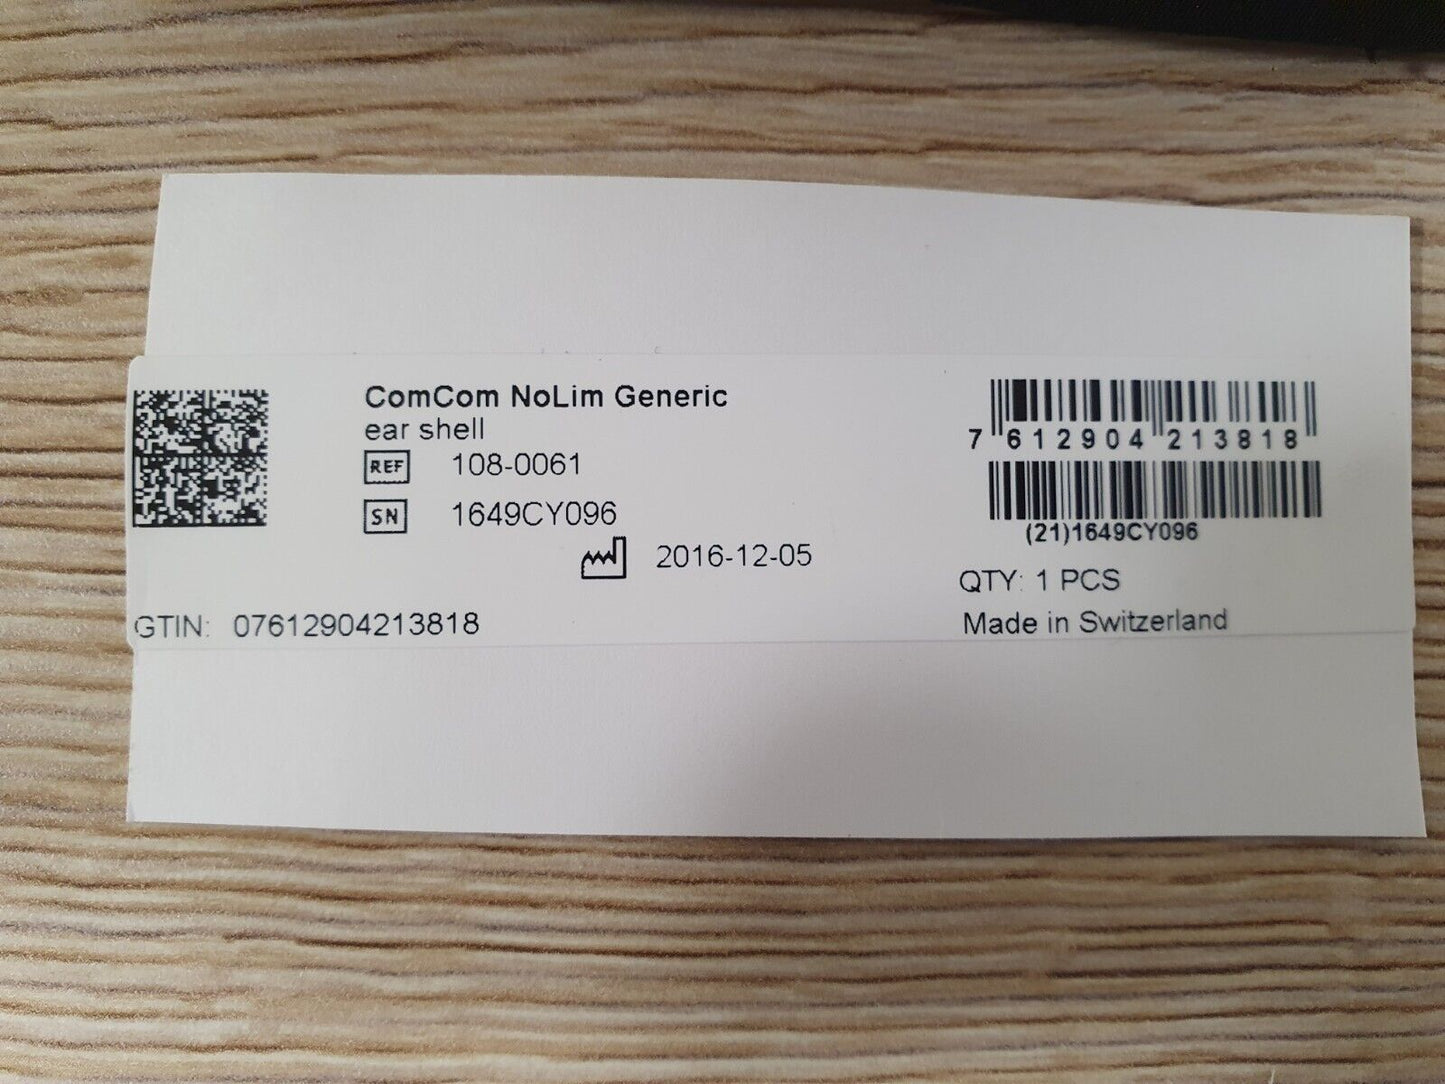 ComCom NoLim Generic
ear shell
REF 108-0061
SN 1649CY096
2016-12-05
GTIN: 07612904213818
7 612904 213818
(21)1649CY096
QTY: 1 PCS
Made in Switzerland